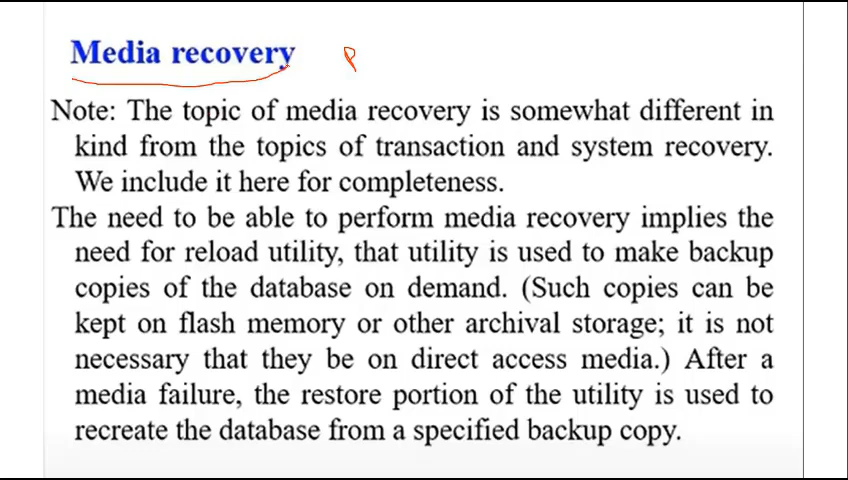 Media recovery
Note: The topic of media recovery is somewhat different in
kind from the topics of transaction and system recovery.
We include it here for completeness.
The need to be able to perform media recovery implies the
need for reload utility, that utility is used to make backup
copies of the database on demand. (Such copies can be
kept on flash memory or other archival storage; it is not
necessary that they be on direct access media.) After a
media failure, the restore portion of the utility is used to
recreate the database from a specified backup copy.